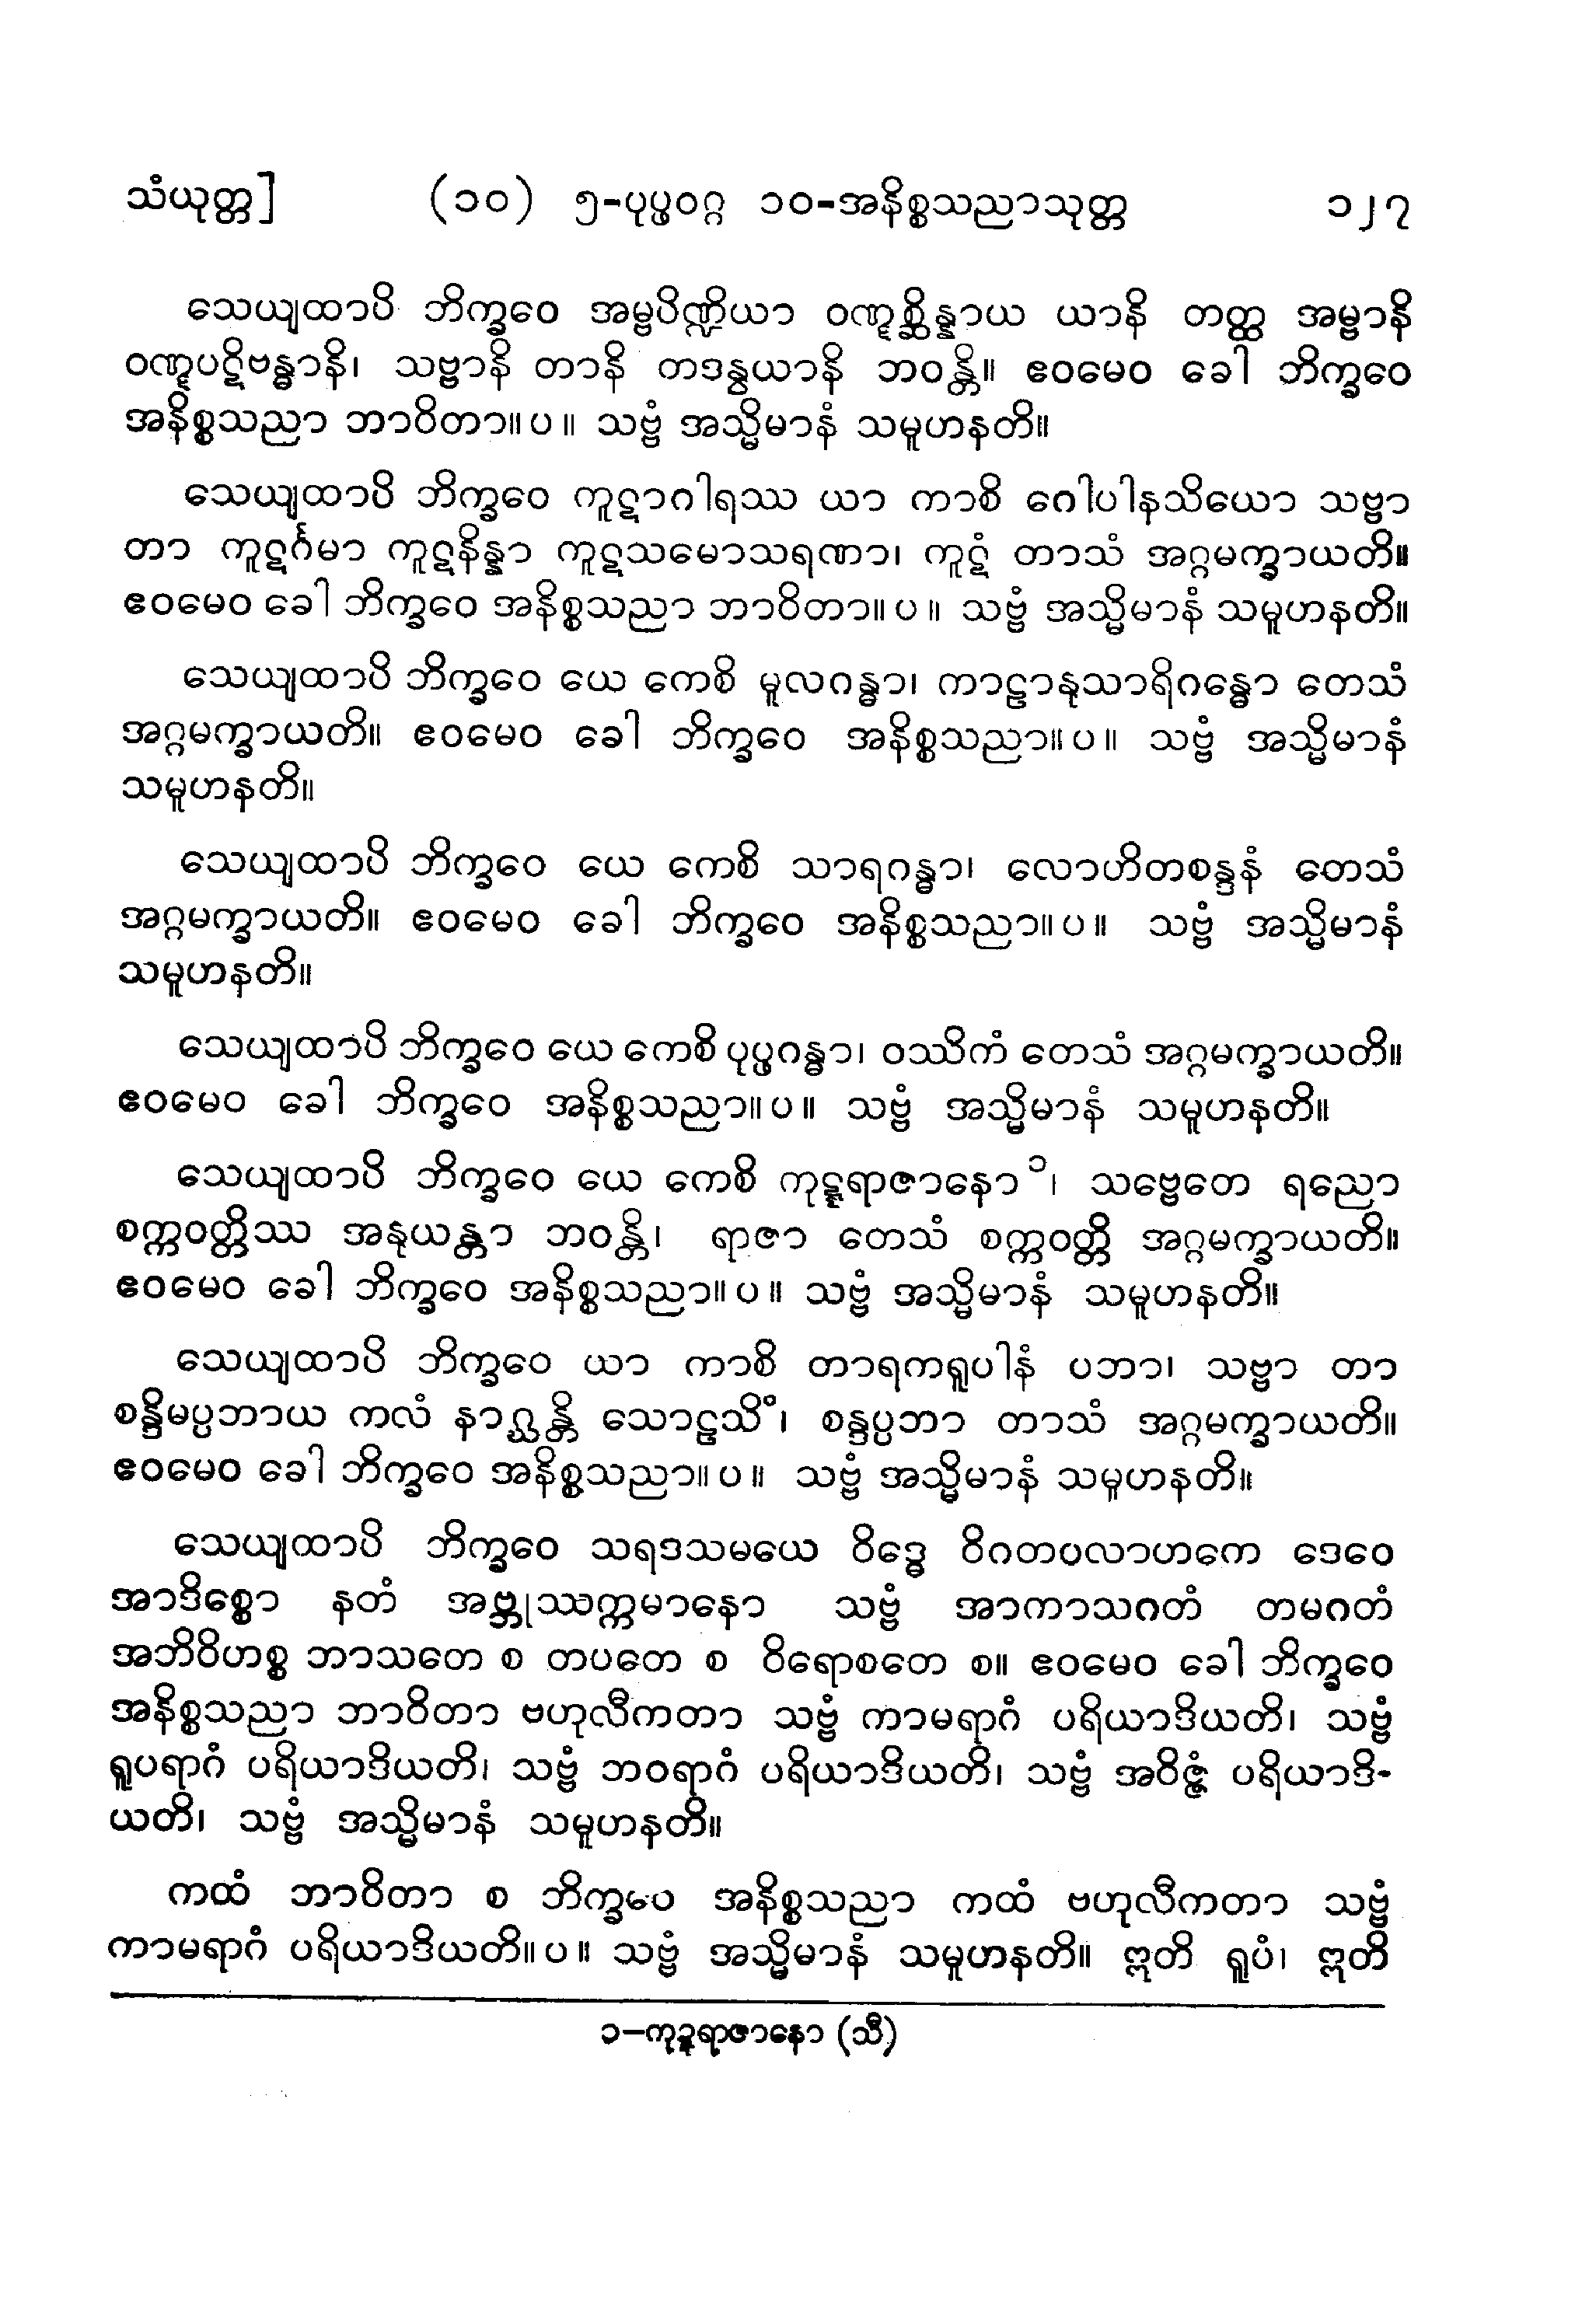 သံယုတ္တ] (၁၀) ၅-ပုပ္ဖဝဂ္ဂ ၁၀-အနိစ္စသညာသုတ္တ ၁၂၇
သေယျထာပိ ဘိက္ခဝေ အမ္ဗပိဏ္ဍိယာ ဝဏ္ဋစ္ဆိန္နာယ ယာနိ တတ္ထ အမ္ဗာနိ
ဝဏ္ဋပဋိဗန္ဓာနိ၊ သဗ္ဗာနိ တာနိ တဒန္ဝယာနိ ဘဝန္တိ။ ဧဝမေဝ ခေါ ဘိက္ခဝေ
အနိစ္စသညာ ဘာဝိတာ။ ပ ။ သဗ္ဗံ အသ္မိမာနံ သမူဟနတိ။
သေယျထာပိ ဘိက္ခဝေ ကူဋာဂါရဿ ယာ ကာစိ ဂေါပါနသိယော သဗ္ဗာ
တာ ကူဋင်္ဂမာ ကူဋနိန္နာ ကူဋသမောသရဏာ၊ ကူဋံ တာသံ အဂ္ဂမက္ခာယတိ။
ဧဝမေဝ ခေါ ဘိက္ခဝေ အနိစ္စသညာ ဘာဝိတာ။ ပ ။ သဗ္ဗံ အသ္မိမာနံ သမူဟနတိ။
သေယျထာပိ ဘိက္ခဝေ ယေ ကေစိ မူလဂန္ဓာ၊ ကာဠာနုသာရိဂန္ဓော တေသံ
အဂ္ဂမက္ခာယတိ။ ဧဝမေဝ ခေါ ဘိက္ခဝေ အနိစ္စသညာ။ ပ ။ သဗ္ဗံ အသ္မိမာနံ
သမူဟနတိ။
သေယျထာပိ ဘိက္ခဝေ ယေ ကေစိ သာရဂန္ဓာ၊ လောဟိတစန္ဒနံ တေသံ
အဂ္ဂမက္ခာယတိ။ ဧဝမေဝ ခေါ ဘိက္ခဝေ အနိစ္စသညာ။ ပ ။ သဗ္ဗံ အသ္မိမာနံ
သမူဟနတိ။
သေယျထာပိ ဘိက္ခဝေ ယေ ကေစိ ပုပ္ဖဂန္ဓာ၊ ဝဿိကံ တေသံ အဂ္ဂမက္ခာယတိ။
ဧဝမေဝ ခေါ ဘိက္ခဝေ အနိစ္စသညာ။ ပ ။ သဗ္ဗံ အသ္မိမာနံ သမူဟနတိ။
သေယျထာပိ ဘိက္ခဝေ ယေ ကေစိ ကုဋ္ဋရာဇာနော ၁၊ သဗ္ဗေတေ ရညော
စက္ကဝတ္တိဿ အနုယန္တာ ဘဝန္တိ၊ ရာဇာ တေသံ စက္ကဝတ္တိ အဂ္ဂမက္ခာယတိ။
ဧဝမေဝ ခေါ ဘိက္ခဝေ အနိစ္စသညာ။ ပ ။ သဗ္ဗံ အသ္မိမာနံ သမူဟနတိ။
သေယျထာပိ ဘိက္ခဝေ ယာ ကာစိ တာရကရူပါနံ ပဘာ၊ သဗ္ဗာ တာ
စန္ဒိမပ္ပဘာယ ကလံ နာဂ္ဃန္တိ သောဠသိံ၊ စန္ဒပ္ပဘာ တာသံ အဂ္ဂမက္ခာယတိ။
ဧဝမေဝ ခေါ ဘိက္ခဝေ အနိစ္စသညာ။ ပ ။ သဗ္ဗံ အသ္မိမာနံ သမူဟနတိ။
သေယျထာပိ ဘိက္ခဝေ သရဒသမယေ ဝိဒ္ဓေ ဝိဂတဝလာဟကေ ဒေဝေ
အာဒိစ္စော နတံ အဗ္ဘုဿက္ကမာနော သဗ္ဗံ အာကာသဂတံ တမဂတံ
အဘိဝိဟစ္စ ဘာသတေ စ တပတေ စ ဝိရောစတေ စ။ ဧဝမေဝ ခေါ ဘိက္ခဝေ
အနိစ္စသညာ ဘာဝိတာ ဗဟုလီကတာ သဗ္ဗံ ကာမရာဂံ ပရိယာဒိယတိ၊ သဗ္ဗံ
ရူပရာဂံ ပရိယာဒိယတိ၊ သဗ္ဗံ ဘဝရာဂံ ပရိယာဒိယတိ၊ သဗ္ဗံ အဝိဇ္ဇံ ပရိယာဒိ-
ယတိ၊ သဗ္ဗံ အသ္မိမာနံ သမူဟနတိ။
ကထံ ဘာဝိတာ စ ဘိက္ခဝေ အနိစ္စသညာ ကထံ ဗဟုလီကတာ သဗ္ဗံ
ကာမရာဂံ ပရိယာဒိယတိ။ ပ ။ သဗ္ဗံ အသ္မိမာနံ သမူဟနတိ။ ဣတိ ရူပံ၊ ဣတိ
၁-ကုဍ္ဍရာဇာနော (သီ)